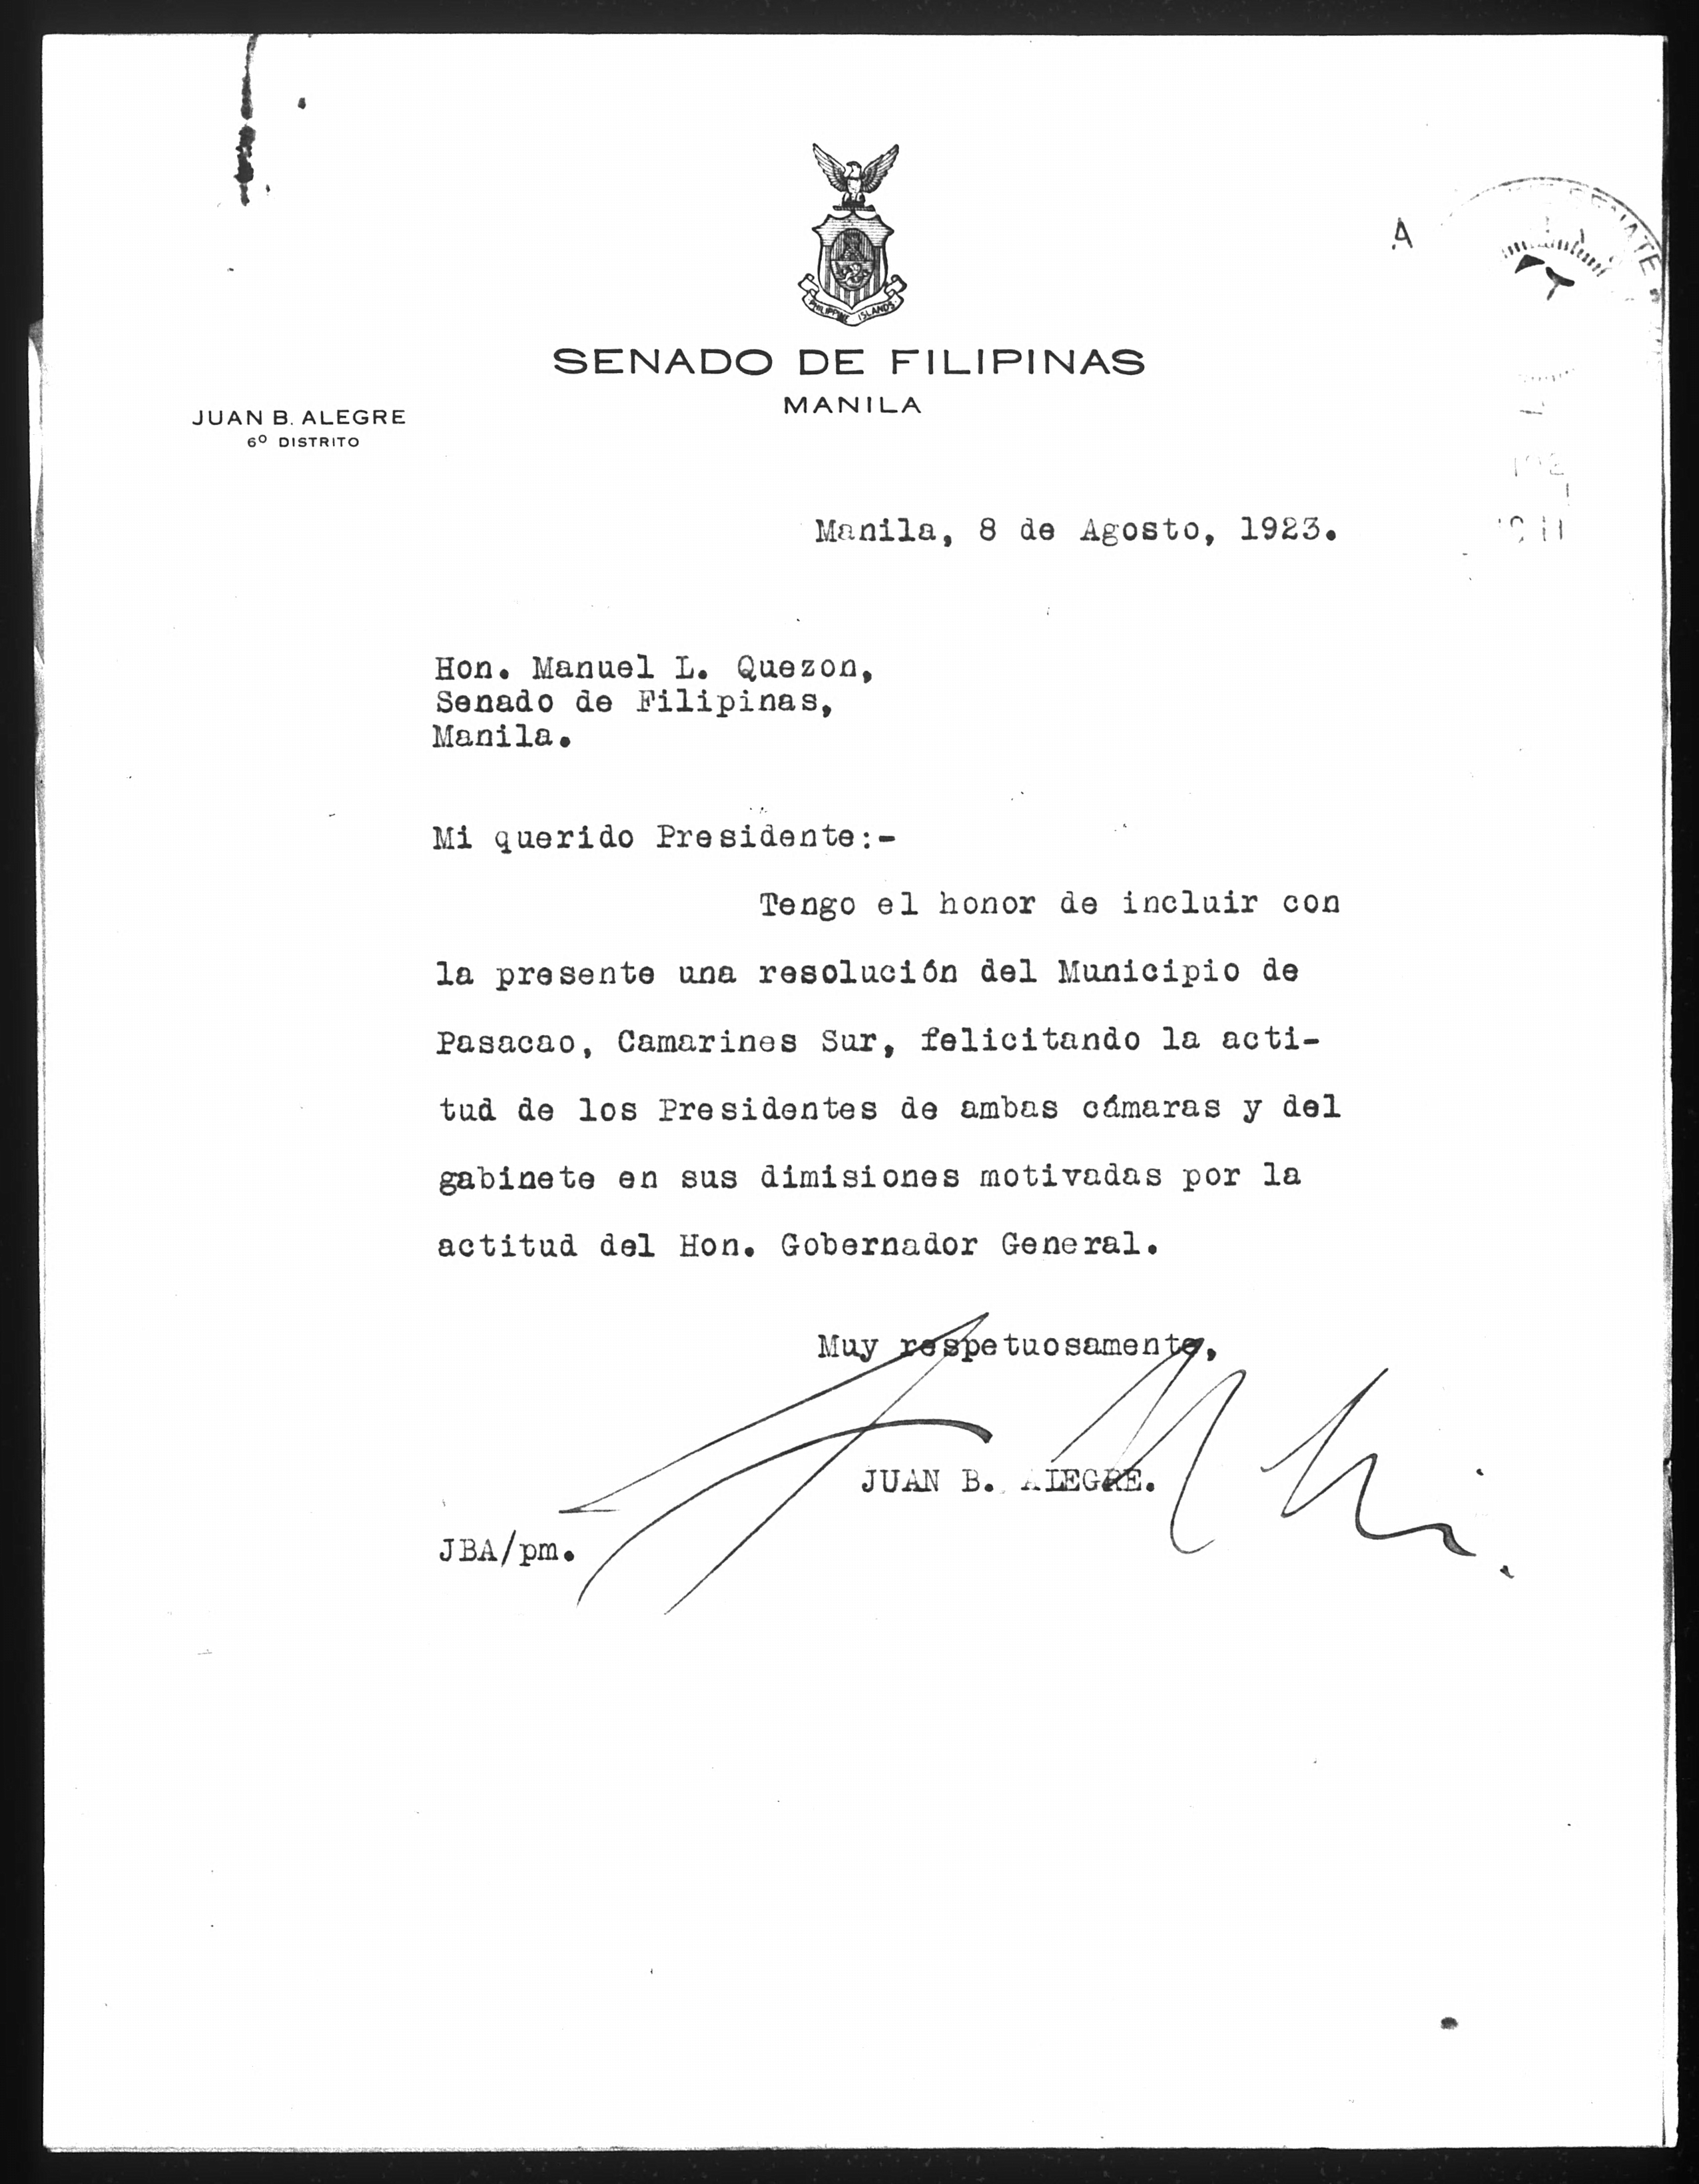 PHILIPPINE ISLANDS
SENATE
A
SENADO DE FILIPINAS
MANILA
JUAN B. ALEGRE
6º DISTRITO
Manila, 8 de Agosto, 1923.
Hon. Manuel L. Quezon,
Senado de Filipinas,
Manila.
Mi querido Presidente:-
Tengo el honor de incluir con
la presente una resolución del Municipio de
Pasacao, Camarines Sur, felicitando la acti-
tud de los Presidentes de ambas cámaras y del
gabinete en sus dimisiones motivadas por la
actitud del Hon. Gobernador General.
Muy respetuosamente,
JUAN B. ALEGRE.
JBA/pm.